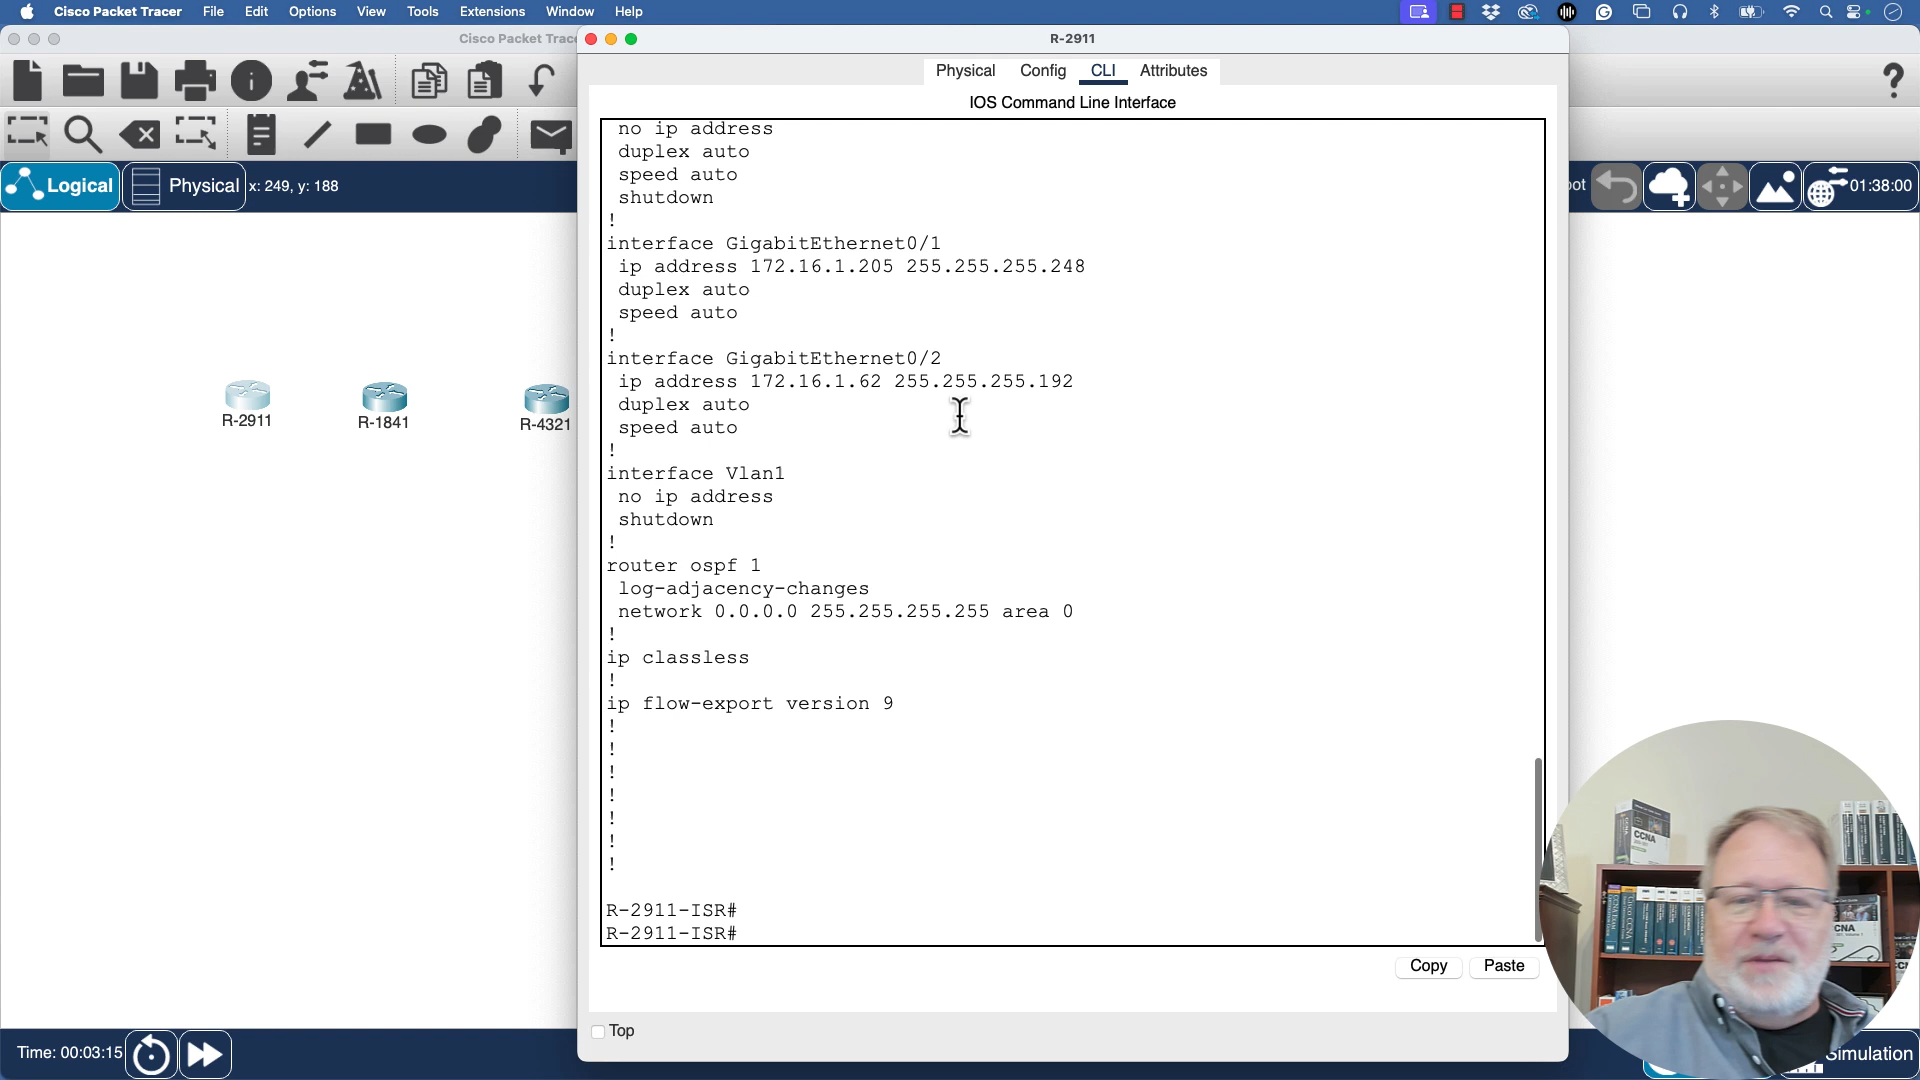 Cisco Packet Tracer File Edit Options View Tools Extensions Window Help
Cisco Packet Trac
R-2911
Physical Config CLI Attributes
IOS Command Line Interface
Logical Physical x: 249, y: 188
01:38:00
no ip address
duplex auto
speed auto
shutdown
!
interface GigabitEthernet0/1
ip address 172.16.1.205 255.255.255.248
duplex auto
speed auto
!
interface GigabitEthernet0/2
ip address 172.16.1.62 255.255.255.192
duplex auto
speed auto
!
interface Vlan1
no ip address
shutdown
!
router ospf 1
log-adjacency-changes
network 0.0.0.0 255.255.255.255 area 0
!
ip classless
!
ip flow-export version 9
!
!
!
!
!
!
!
R-2911-ISR#
R-2911-ISR#
R-2911 R-1841 R-4321
Copy Paste
Top
Time: 00:03:15
Simulation
CCNA